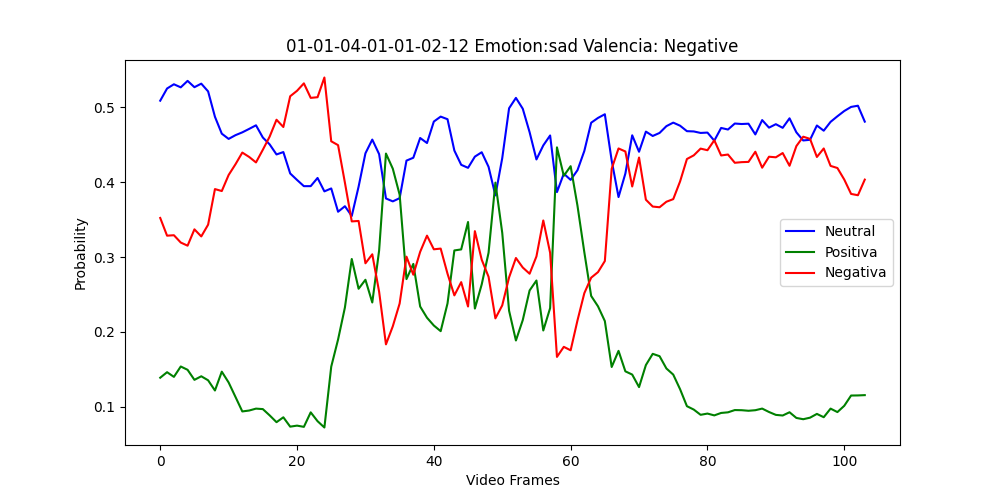 01-01-04-01-01-02-12 Emotion:sad Valencia: Negative
Probability
0.5
0.4
0.3
0.2
0.1
Neutral
Positiva
Negativa
0 20 40 60 80 100
Video Frames